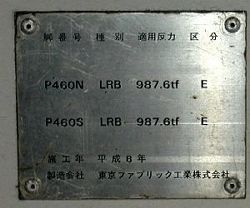 脚番号 種別 適用反力 区分
P460N LRB 987.6tf E
P460S LRB 987.6tf E
施工年 平成8年
製造会社 東京ファブリック工業株式会社